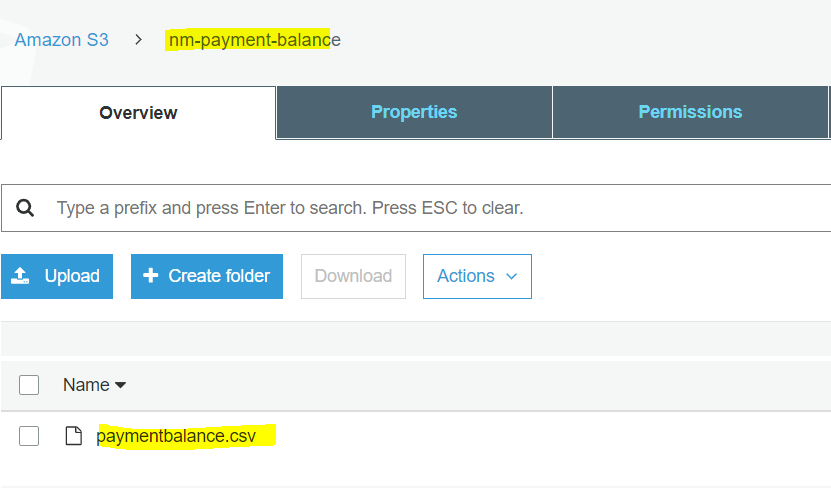 Amazon S3 > nm-payment-balance
Overview Properties Permissions
Type a prefix and press Enter to search. Press ESC to clear.
Upload Create folder Download Actions
Name
paymentbalance.csv